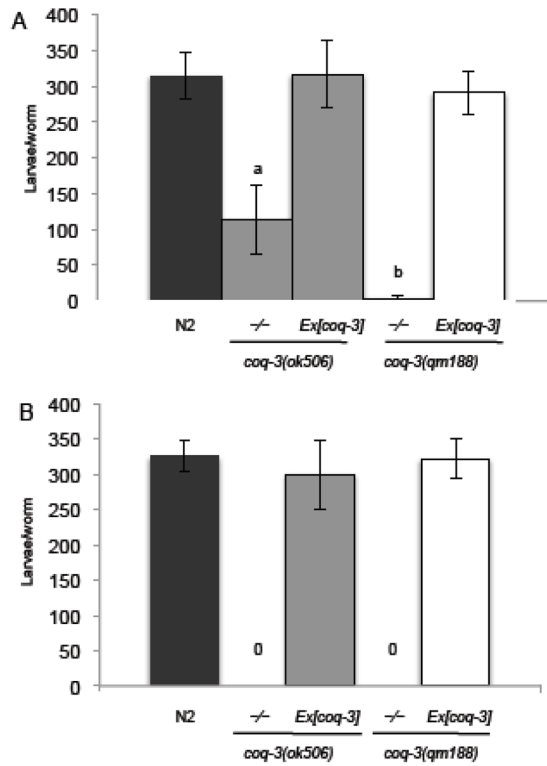 A
400
350
300
250
200
150
100
50
0
Larvae/worm
a
b
N2 -/- Ex[coq-3] -/- Ex[coq-3]
coq-3(ok506) coq-3(qm188)
B
400
350
300
250
200
150
100
50
0
Larvae/worm
0 0
N2 -/- Ex[coq-3] -/- Ex[coq-3]
coq-3(ok506) coq-3(qm188)